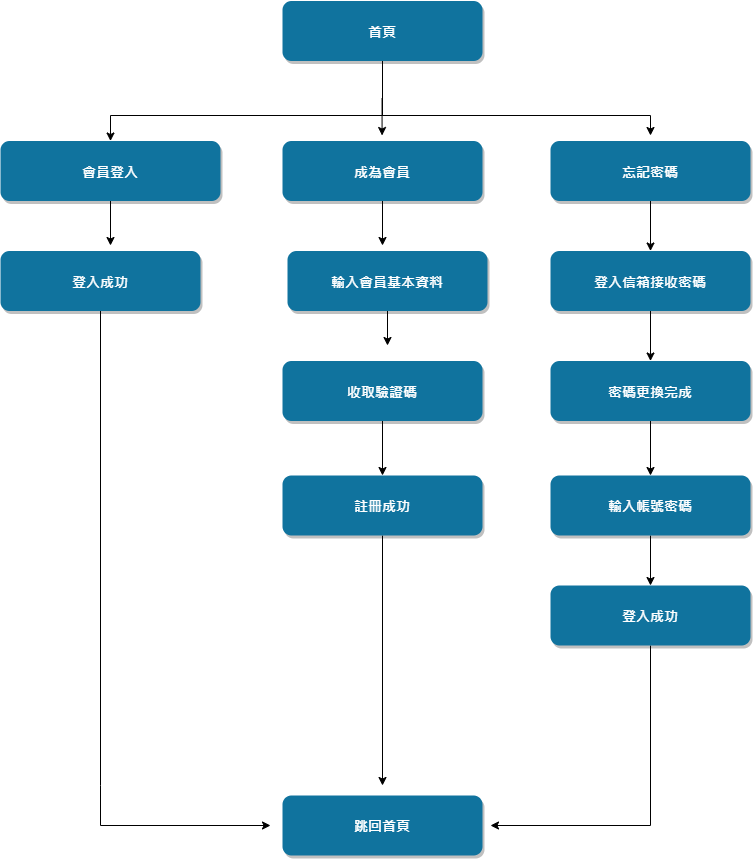 首頁
會員登入
成為會員
忘記密碼
登入成功
輸入會員基本資料
登入信箱接收密碼
收取驗證碼
密碼更換完成
註冊成功
輸入帳號密碼
登入成功
跳回首頁